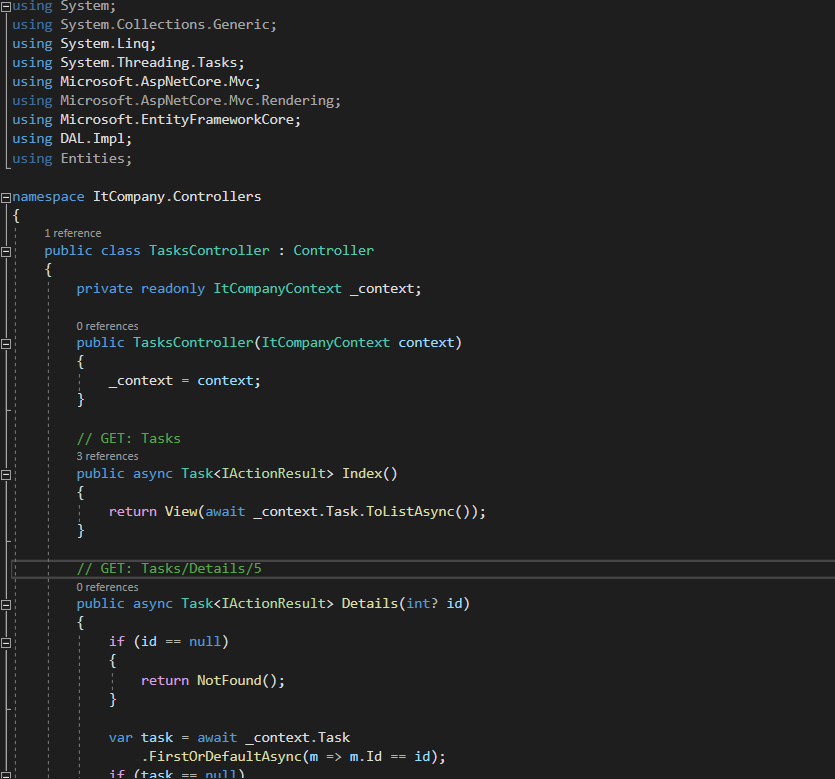 using System;
using System.Collections.Generic;
using System.Linq;
using System.Threading.Tasks;
using Microsoft.AspNetCore.Mvc;
using Microsoft.AspNetCore.Mvc.Rendering;
using Microsoft.EntityFrameworkCore;
using DAL.Impl;
using Entities;
namespace ItCompany.Controllers
{
1 reference
public class TasksController : Controller
{
private readonly ItCompanyContext _context;
0 references
public TasksController(ItCompanyContext context)
{
_context = context;
}
// GET: Tasks
3 references
public async Task<IActionResult> Index()
{
return View(await _context.Task.ToListAsync());
}
// GET: Tasks/Details/5
0 references
public async Task<IActionResult> Details(int? id)
{
if (id == null)
{
return NotFound();
}
var task = await _context.Task
.FirstOrDefaultAsync(m => m.Id == id);
if (task == null)